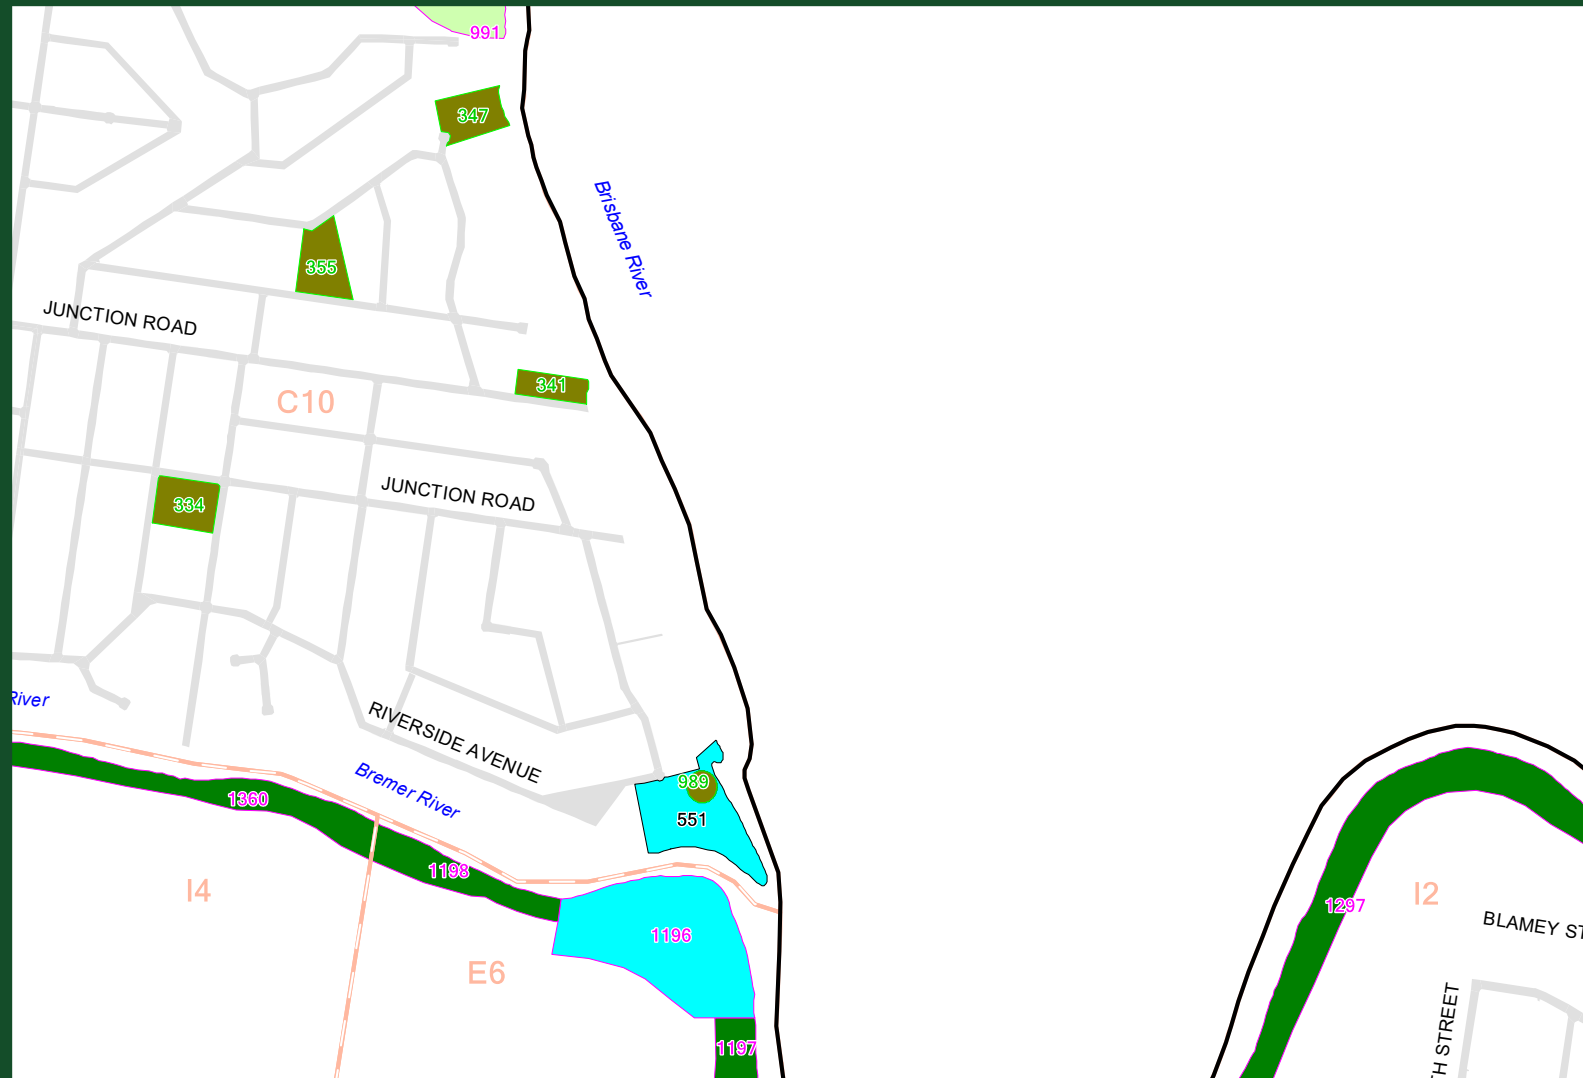 991
347
Brisbane River
355
JUNCTION ROAD
341
C10
JUNCTION ROAD
334
River
RIVERSIDE AVENUE
Bremer River
989
551
1360
1198
I4
1196
E6
1197
1297
I2
BLAMEY ST
TH STREET